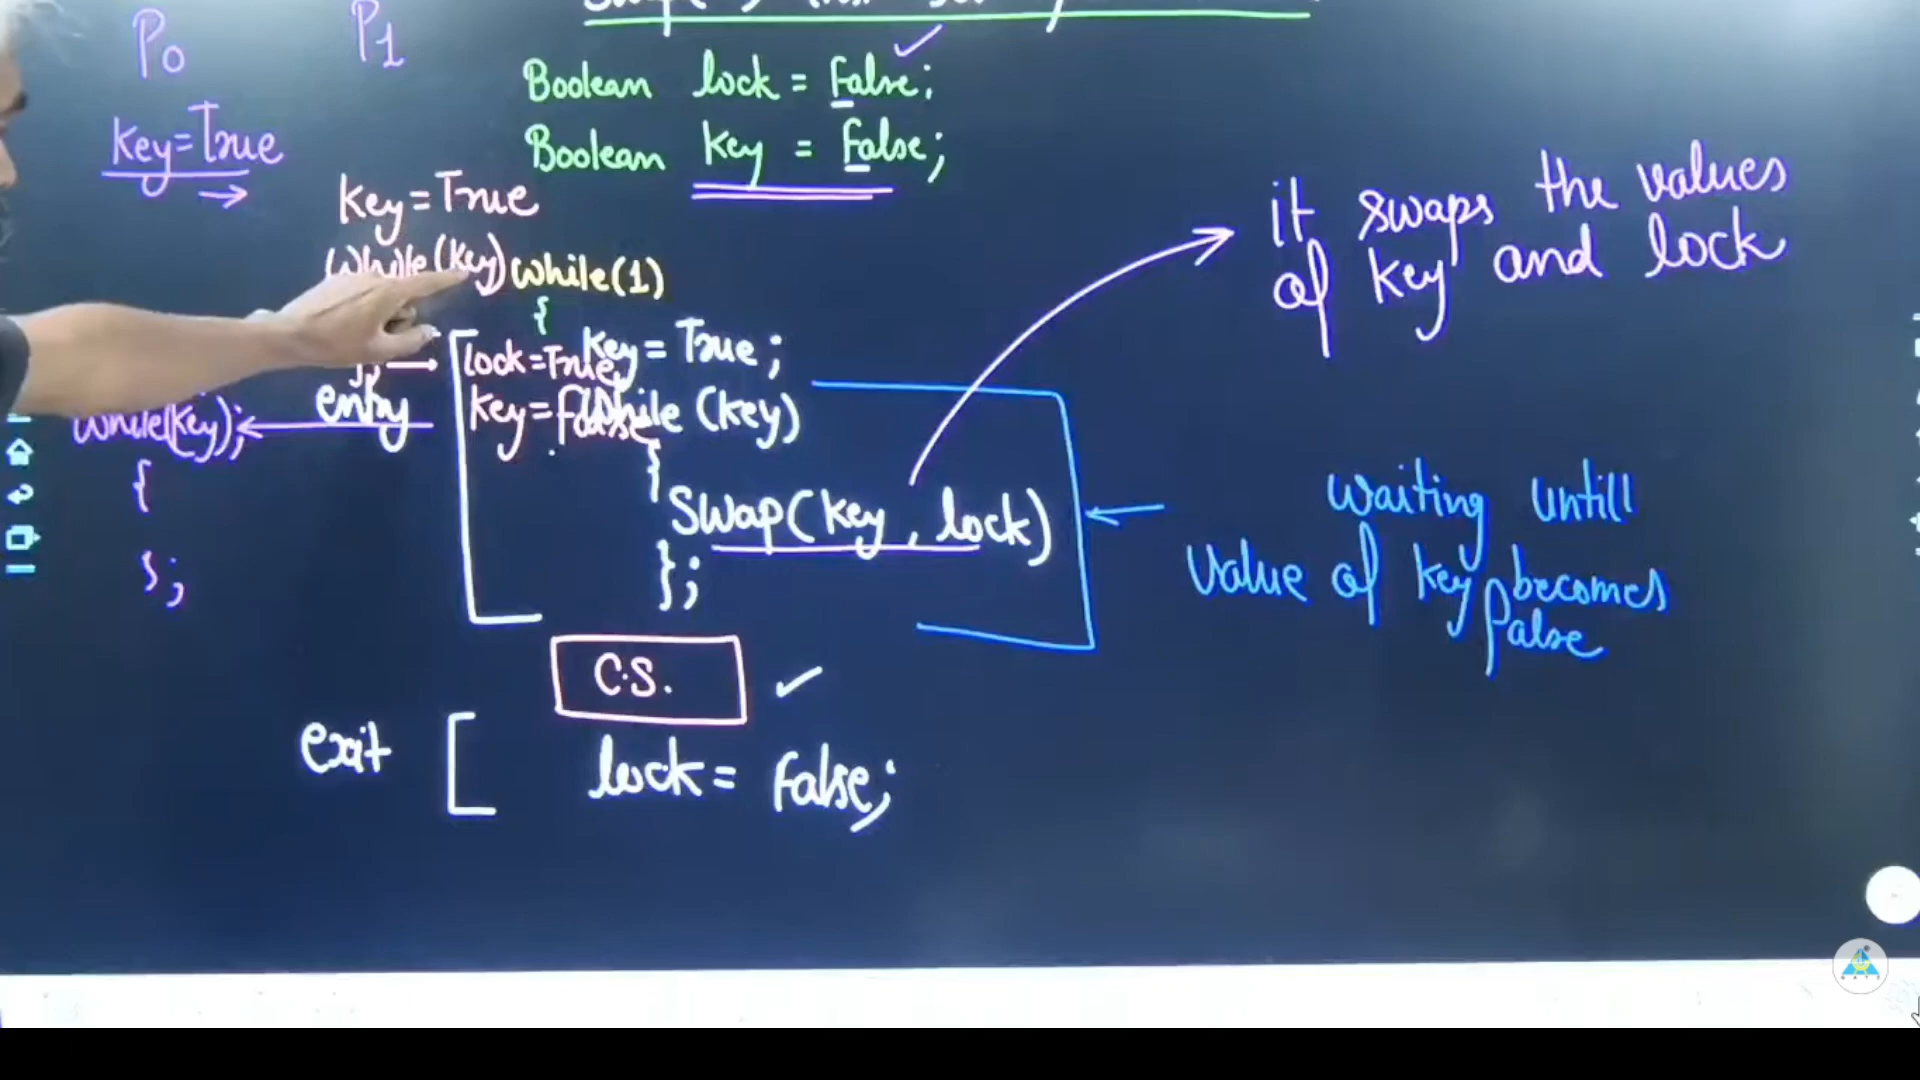 P0
P1
Boolean lock = False;
Boolean key = False;
key=True
key=True
while(key)
while(1)
{
lock=True
key=True;
entry
key=False
while (key)
{
Swap(key, lock)
};
while(key);
{
};
C.S.
exit
lock= False;
it swaps the values
of key and lock
waiting untill
value of key becomes
false